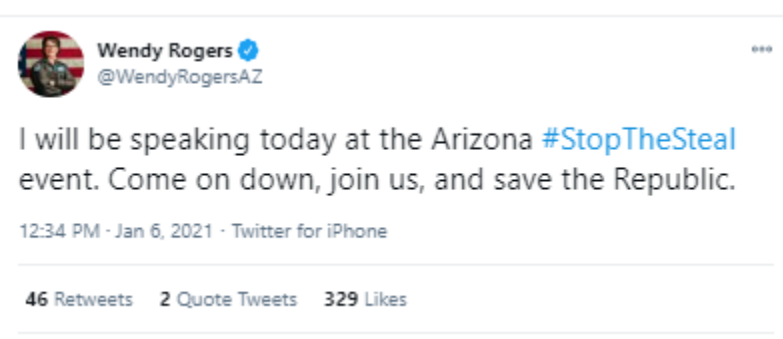 Wendy Rogers
@WendyRogersAZ
I will be speaking today at the Arizona #StopTheSteal
event. Come on down, join us, and save the Republic.
12:34 PM · Jan 6, 2021 · Twitter for iPhone
46 Retweets 2 Quote Tweets 329 Likes